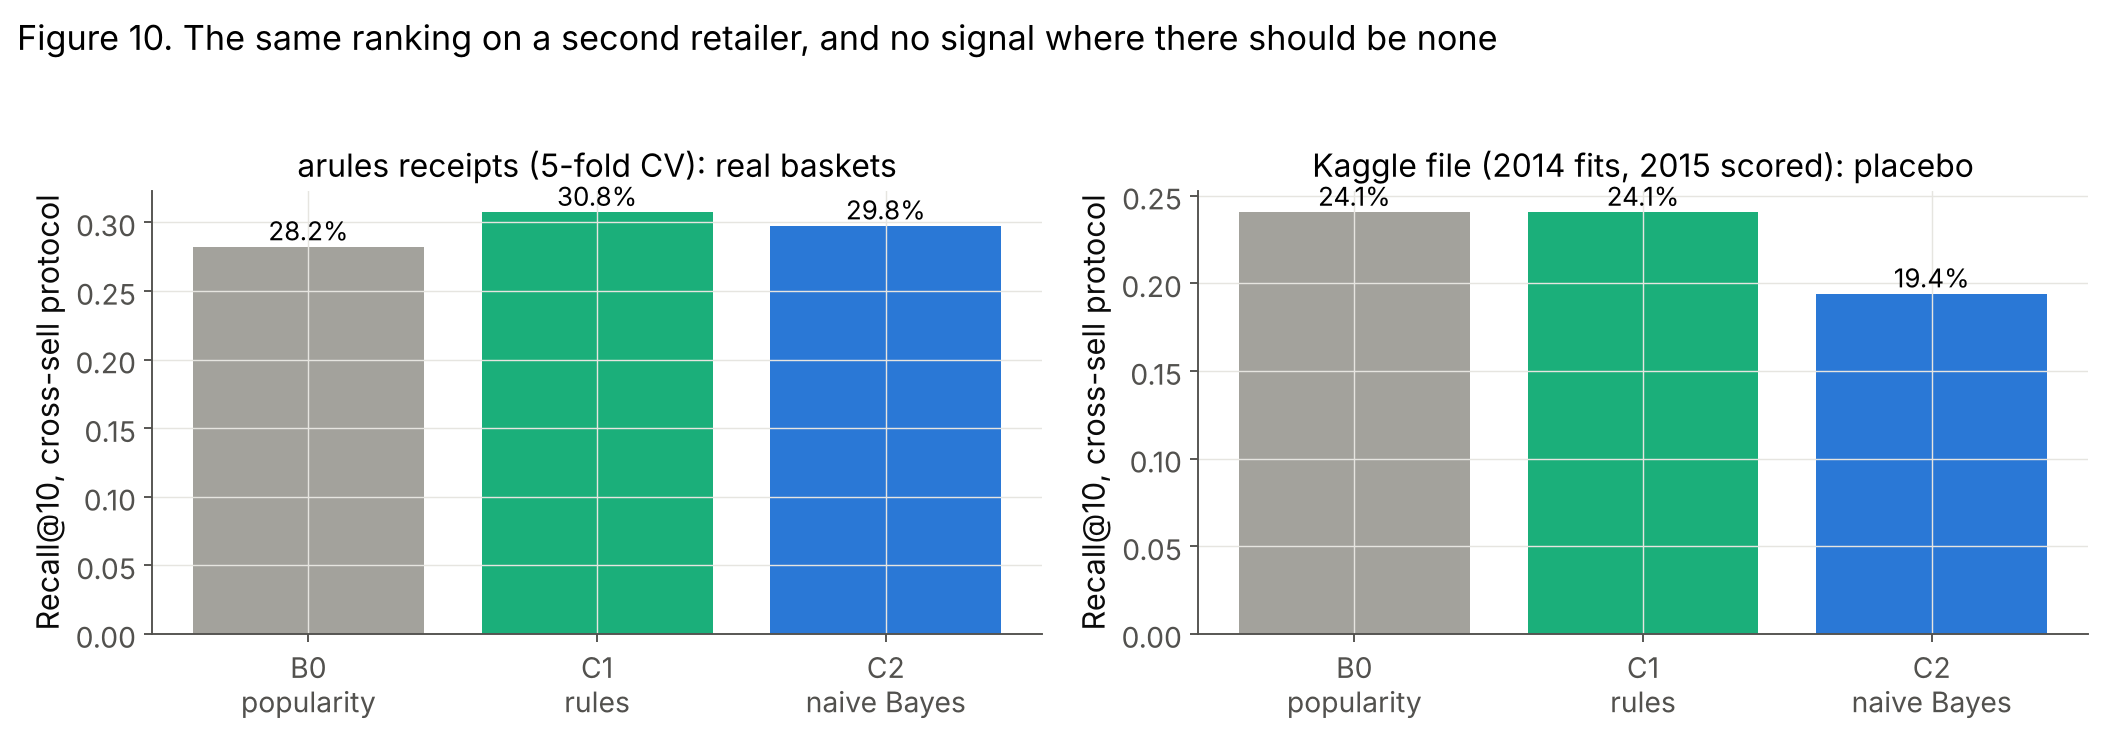 Figure 10. The same ranking on a second retailer, and no signal where there should be none
arules receipts (5-fold CV): real baskets
Recall@10, cross-sell protocol
0.30
0.25
0.20
0.15
0.10
0.05
0.00
28.2%
30.8%
29.8%
B0
popularity
C1
rules
C2
naive Bayes
Kaggle file (2014 fits, 2015 scored): placebo
Recall@10, cross-sell protocol
0.25
0.20
0.15
0.10
0.05
0.00
24.1%
24.1%
19.4%
B0
popularity
C1
rules
C2
naive Bayes